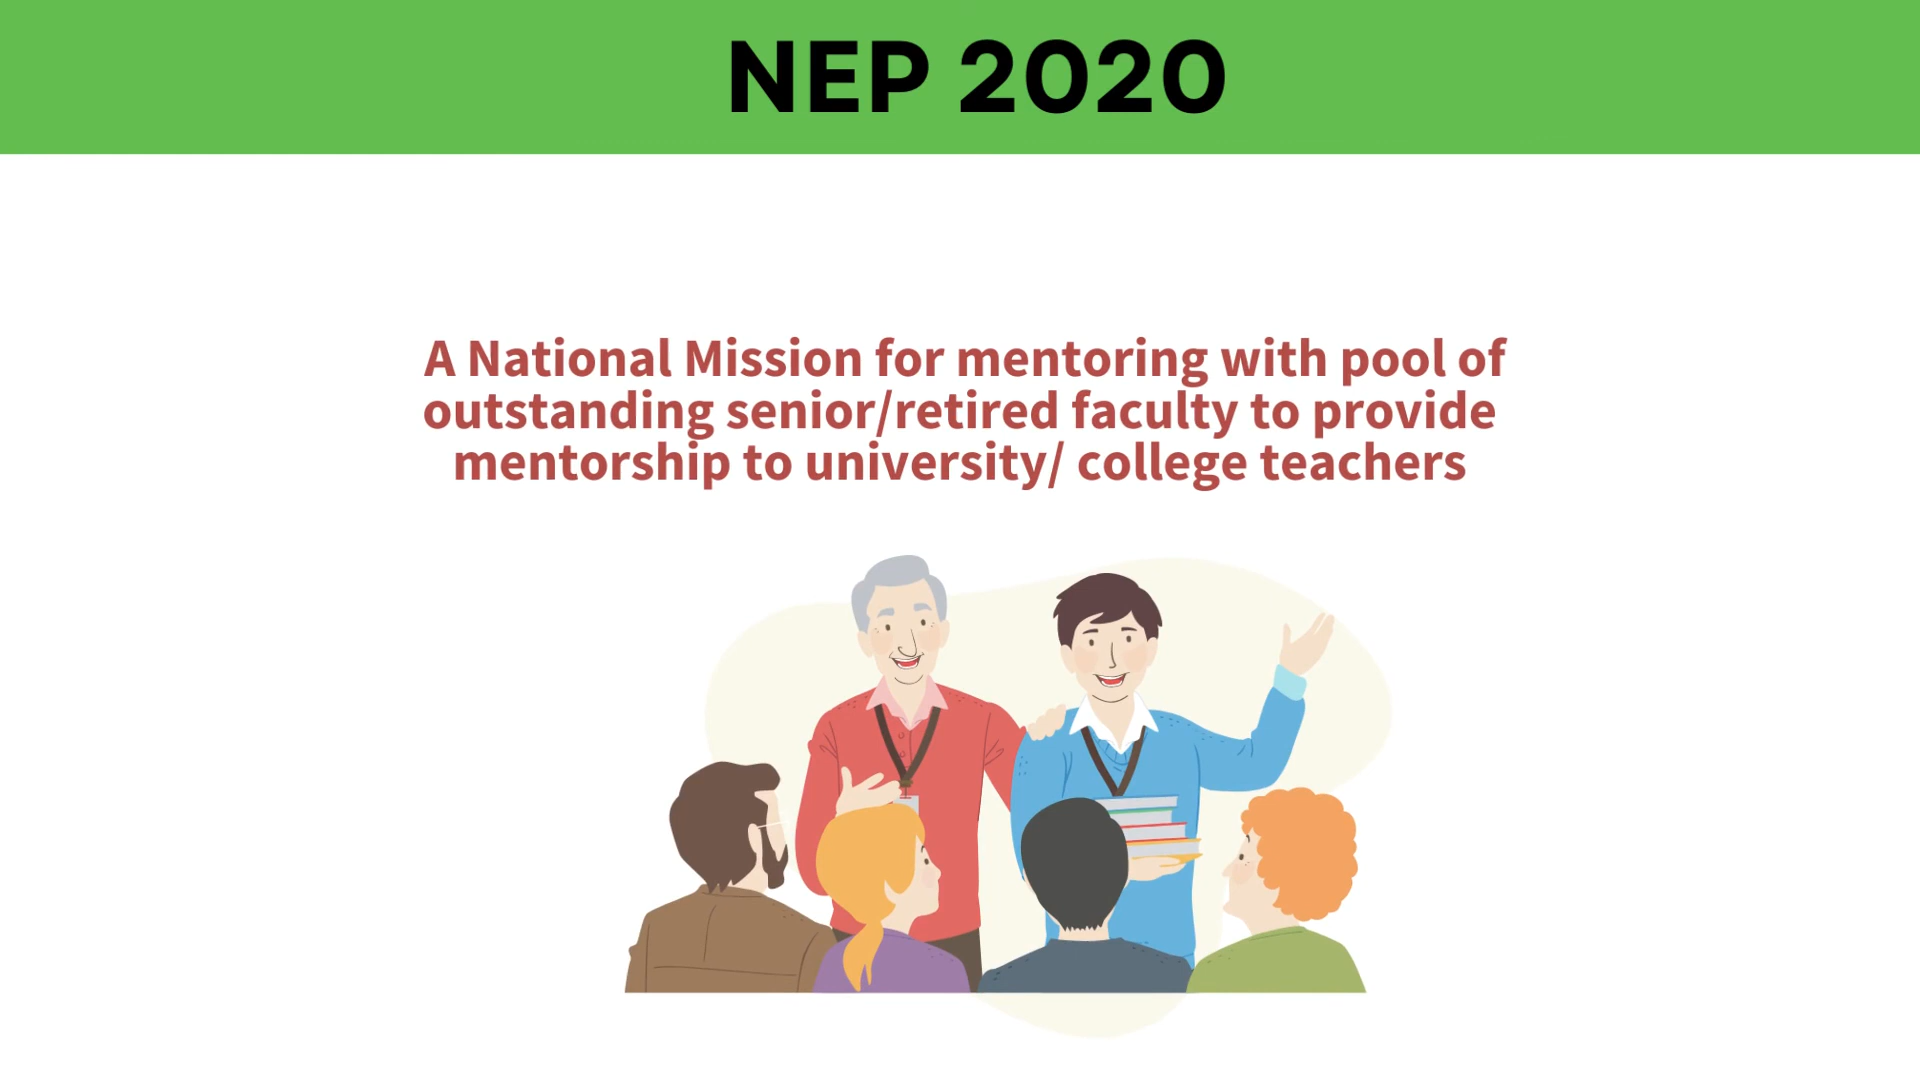 NEP 2020
A National Mission for mentoring with pool of
outstanding senior/retired faculty to provide
mentorship to university/ college teachers